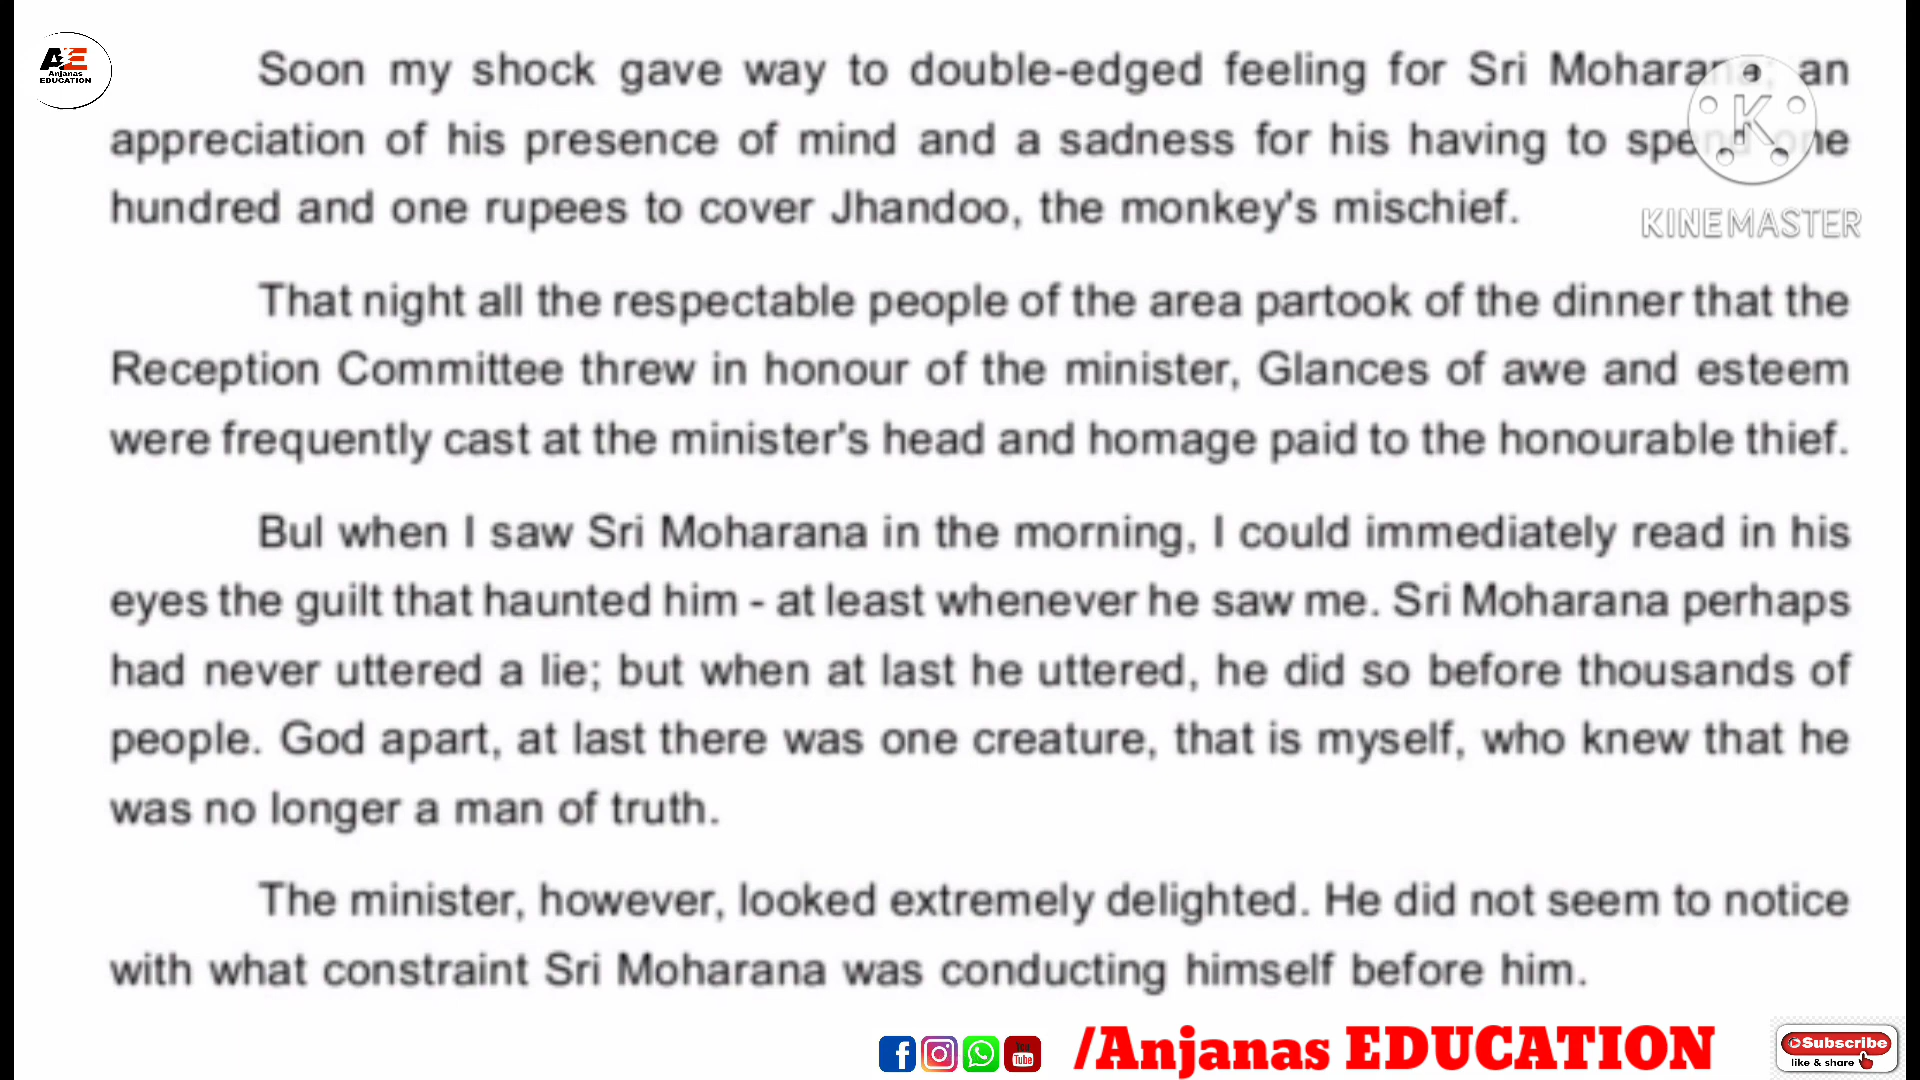 AE
Anjanas
EDUCATION
Soon my shock gave way to double-edged feeling for Sri Moharana; an
appreciation of his presence of mind and a sadness for his having to spend one
hundred and one rupees to cover Jhandoo, the monkey's mischief.
K
KINEMASTER
That night all the respectable people of the area partook of the dinner that the
Reception Committee threw in honour of the minister, Glances of awe and esteem
were frequently cast at the minister's head and homage paid to the honourable thief.
Bul when I saw Sri Moharana in the morning, I could immediately read in his
eyes the guilt that haunted him - at least whenever he saw me. Sri Moharana perhaps
had never uttered a lie; but when at last he uttered, he did so before thousands of
people. God apart, at last there was one creature, that is myself, who knew that he
was no longer a man of truth.
The minister, however, looked extremely delighted. He did not seem to notice
with what constraint Sri Moharana was conducting himself before him.
You Tube
/Anjanas EDUCATION
Subscribe
like & share